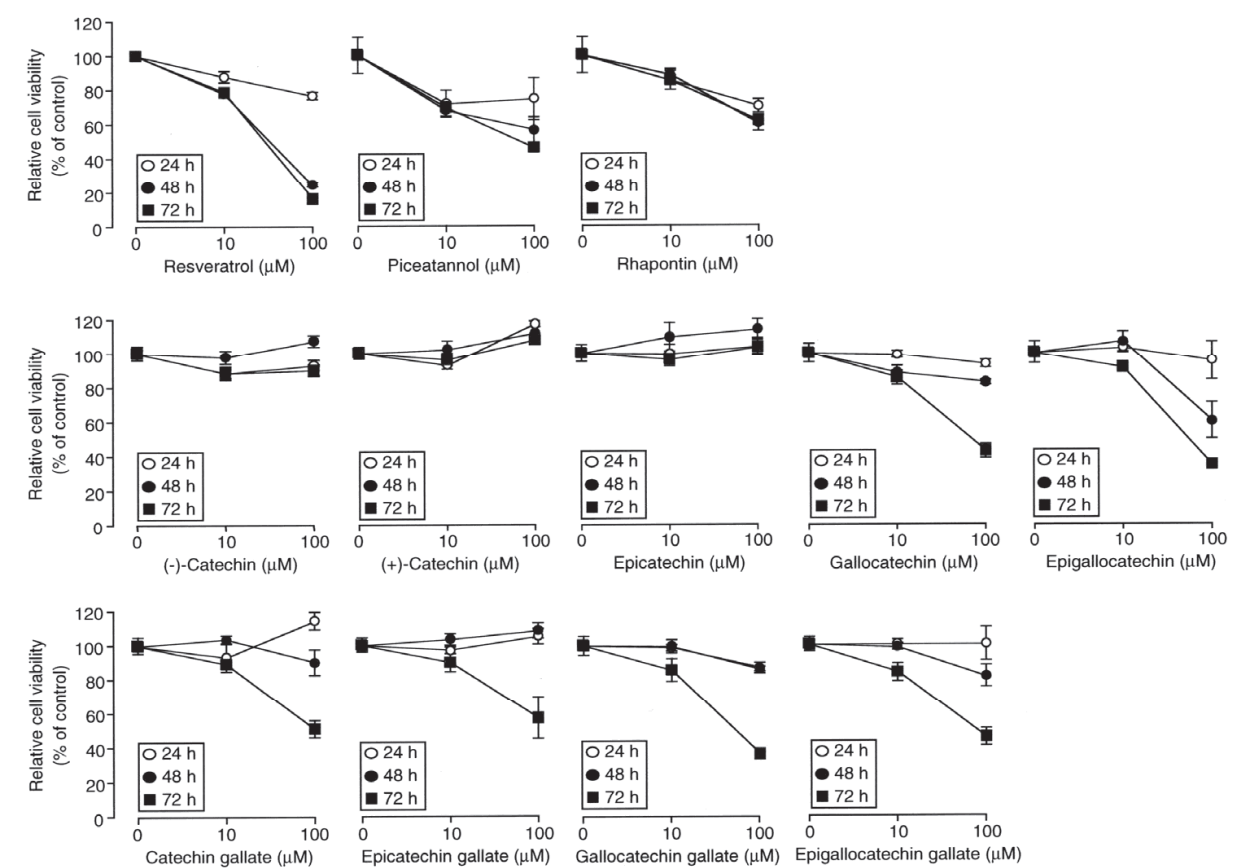 Relative cell viability
(% of control)
120
100
80
60
40
20
0
24 h
48 h
72 h
0 10 100
Resveratrol (μM)
24 h
48 h
72 h
0 10 100
Piceatannol (μM)
24 h
48 h
72 h
0 10 100
Rhapontin (μM)
Relative cell viability
(% of control)
120
100
80
60
40
20
0
24 h
48 h
72 h
0 10 100
(-)-Catechin (μM)
24 h
48 h
72 h
0 10 100
(+)-Catechin (μM)
24 h
48 h
72 h
0 10 100
Epicatechin (μM)
24 h
48 h
72 h
0 10 100
Gallocatechin (μM)
24 h
48 h
72 h
0 10 100
Epigallocatechin (μM)
Relative cell viability
(% of control)
120
100
80
60
40
20
0
24 h
48 h
72 h
0 10 100
Catechin gallate (μM)
24 h
48 h
72 h
0 10 100
Epicatechin gallate (μM)
24 h
48 h
72 h
0 10 100
Gallocatechin gallate (μM)
24 h
48 h
72 h
0 10 100
Epigallocatechin gallate (μM)